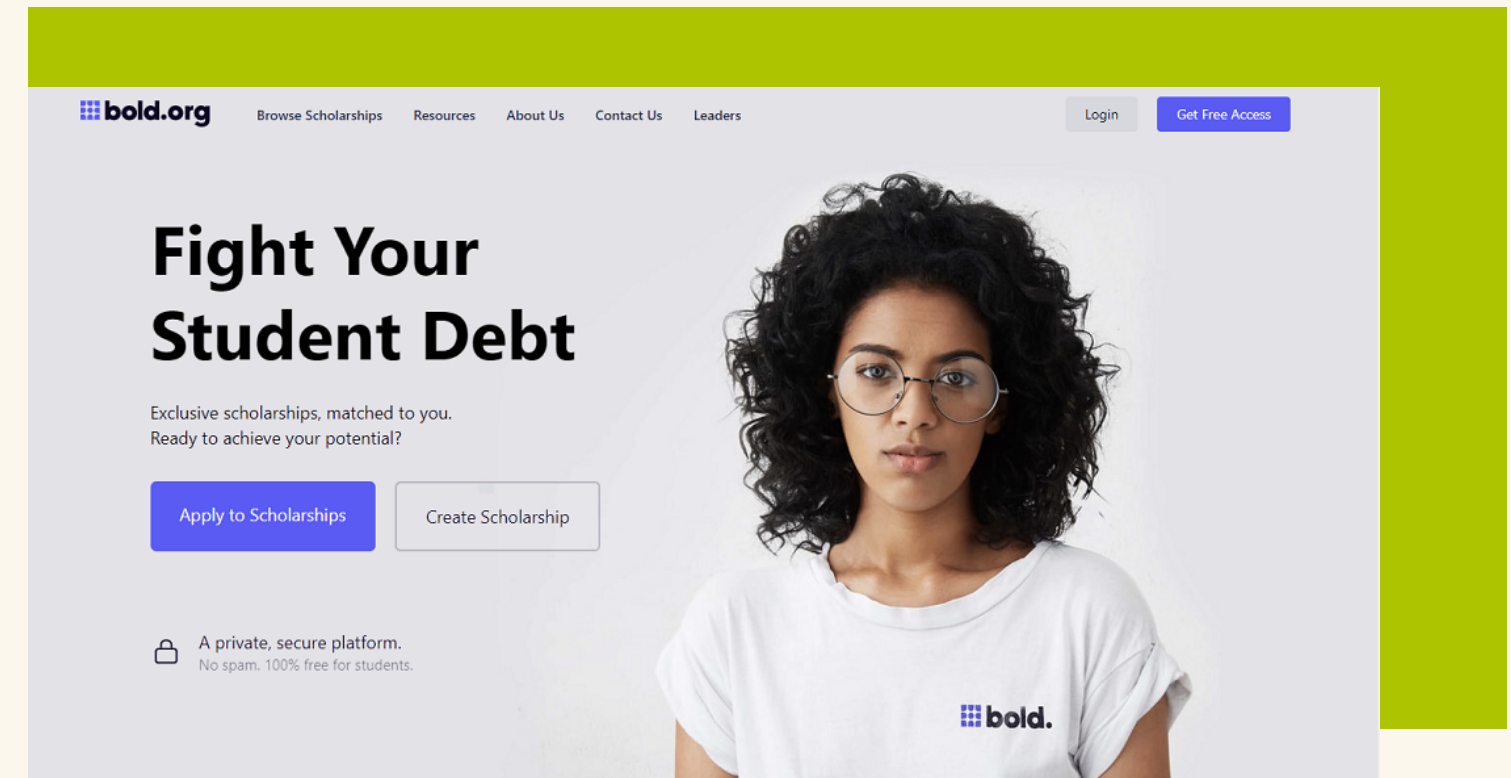 bold.org
Browse Scholarships
Resources
About Us
Contact Us
Leaders
Login
Get Free Access
Fight Your
Student Debt
Exclusive scholarships, matched to you.
Ready to achieve your potential?
Apply to Scholarships
Create Scholarship
A private, secure platform.
No spam. 100% free for students.
bold.